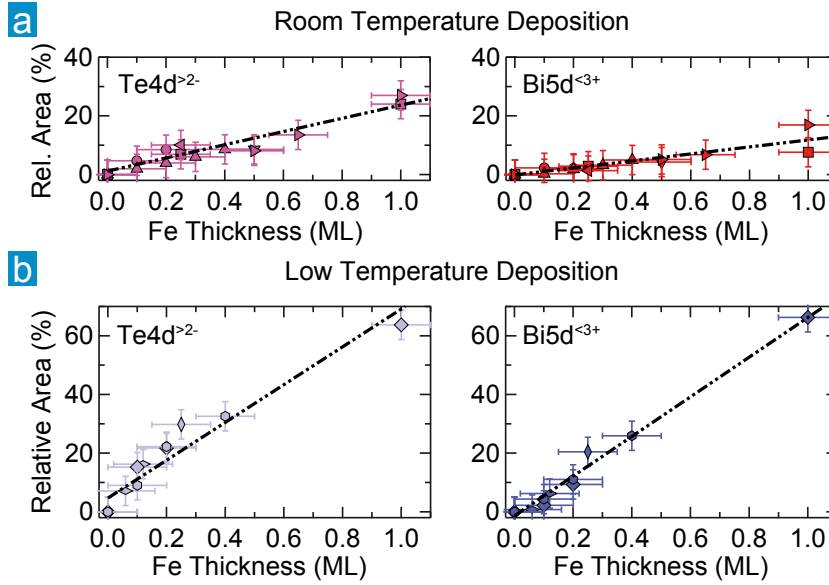 a
Room Temperature Deposition
Rel. Area (%)
40
20
0
Te4d>2-
0.0 0.2 0.4 0.6 0.8 1.0
Fe Thickness (ML)
40
20
0
Bi5d<3+
0.0 0.2 0.4 0.6 0.8 1.0
Fe Thickness (ML)
b
Low Temperature Deposition
Relative Area (%)
60
40
20
0
Te4d>2-
0.0 0.2 0.4 0.6 0.8 1.0
Fe Thickness (ML)
60
40
20
0
Bi5d<3+
0.0 0.2 0.4 0.6 0.8 1.0
Fe Thickness (ML)